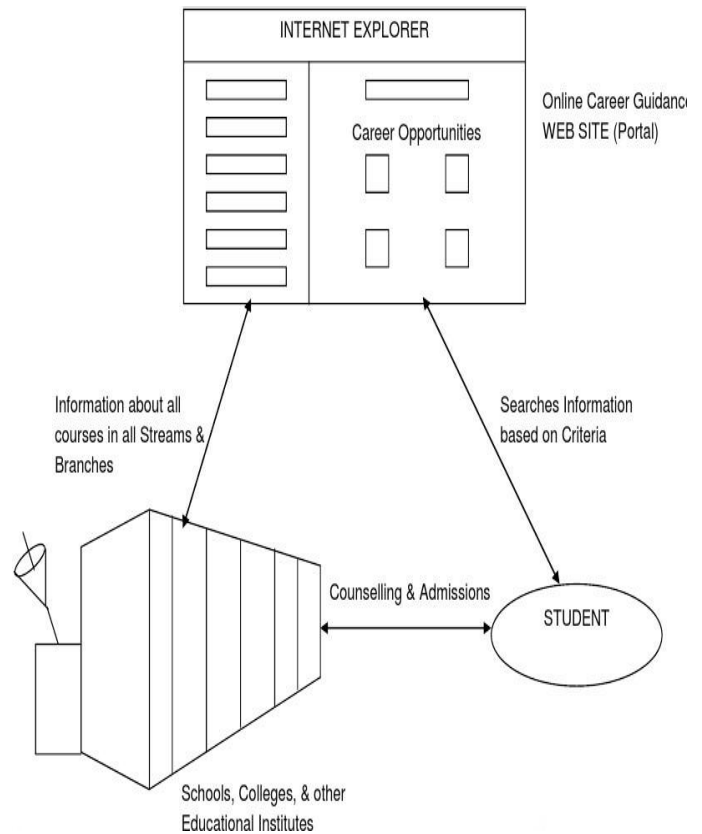 INTERNET EXPLORER
Online Career Guidance
WEB SITE (Portal)
Career Opportunities
Information about all
courses in all Streams &
Branches
Searches Information
based on Criteria
Counselling & Admissions
STUDENT
Schools, Colleges, & other
Educational Institutes